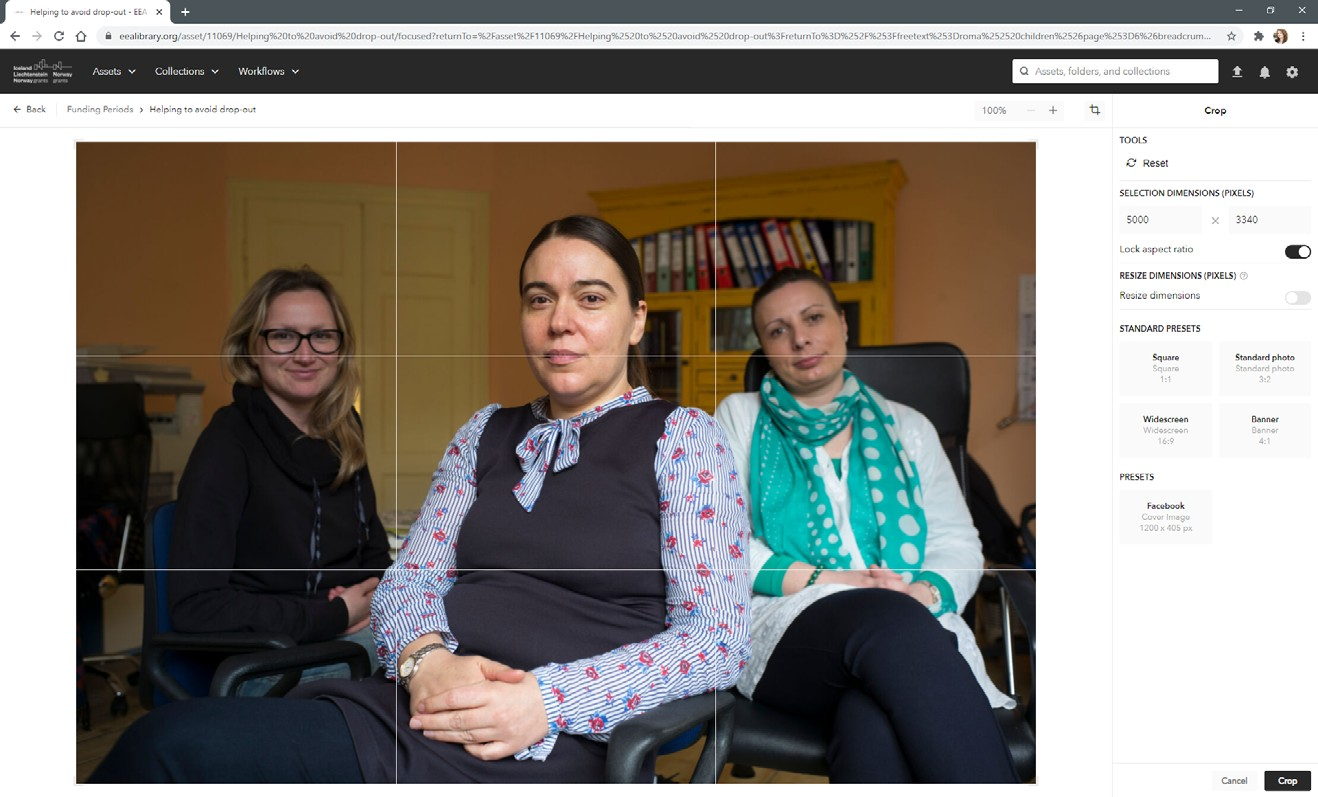 Helping to avoid drop-out - EEA
eealibrary.org/asset/11069/Helping%20to%20avoid%20drop-out/focused?returnTo=%2Fasset%2F11069%2FHelping%2520to%2520avoid%2520drop-out%3FreturnTo%3D%252F%253Ffreetext%253Droma%252520children%2526page%253D6%26breadcrum...
Iceland
Liechtenstein Norway
Norway grants grants
Assets Collections Workflows
Assets, folders, and collections
Back Funding Periods Helping to avoid drop-out
100% − +
Crop
TOOLS
Reset
SELECTION DIMENSIONS (PIXELS)
5000 × 3340
Lock aspect ratio
RESIZE DIMENSIONS (PIXELS)
Resize dimensions
STANDARD PRESETS
Square
Square
1:1
Standard photo
Standard photo
3:2
Widescreen
Widescreen
16:9
Banner
Banner
4:1
PRESETS
Facebook
Cover Image
1200 x 405 px
Cancel Crop